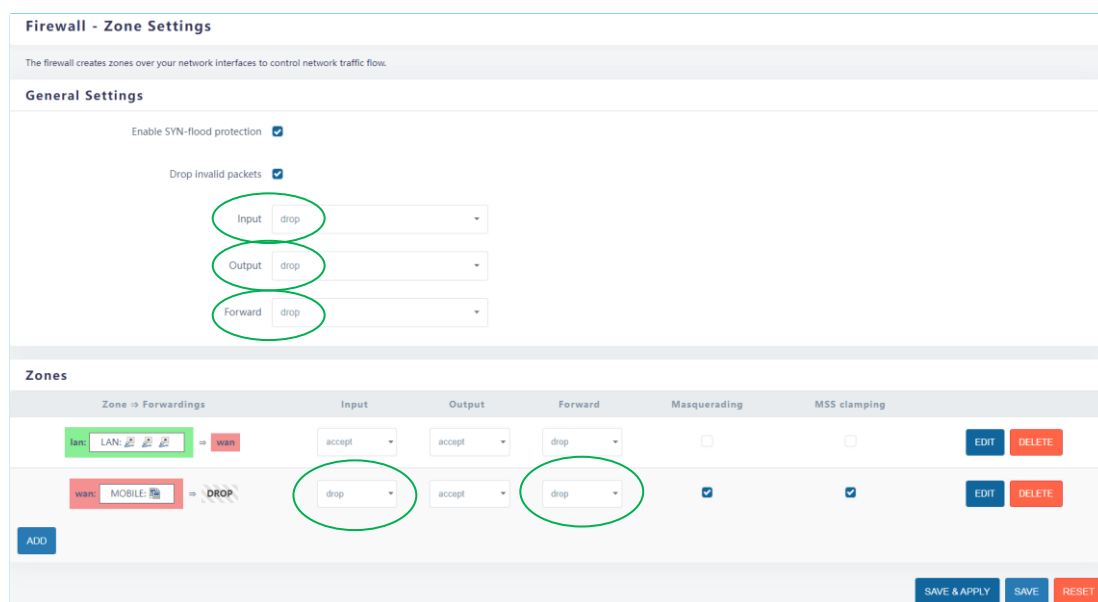 Firewall - Zone Settings
The firewall creates zones over your network interfaces to control network traffic flow.
General Settings
Enable SYN-flood protection
Drop invalid packets
Input drop
Output drop
Forward drop
Zones
Zone ⇒ Forwardings Input Output Forward Masquerading MSS clamping
lan: LAN: ⇒ wan accept accept drop EDIT DELETE
wan: MOBILE: ⇒ DROP drop accept drop EDIT DELETE
ADD
SAVE & APPLY SAVE RESET